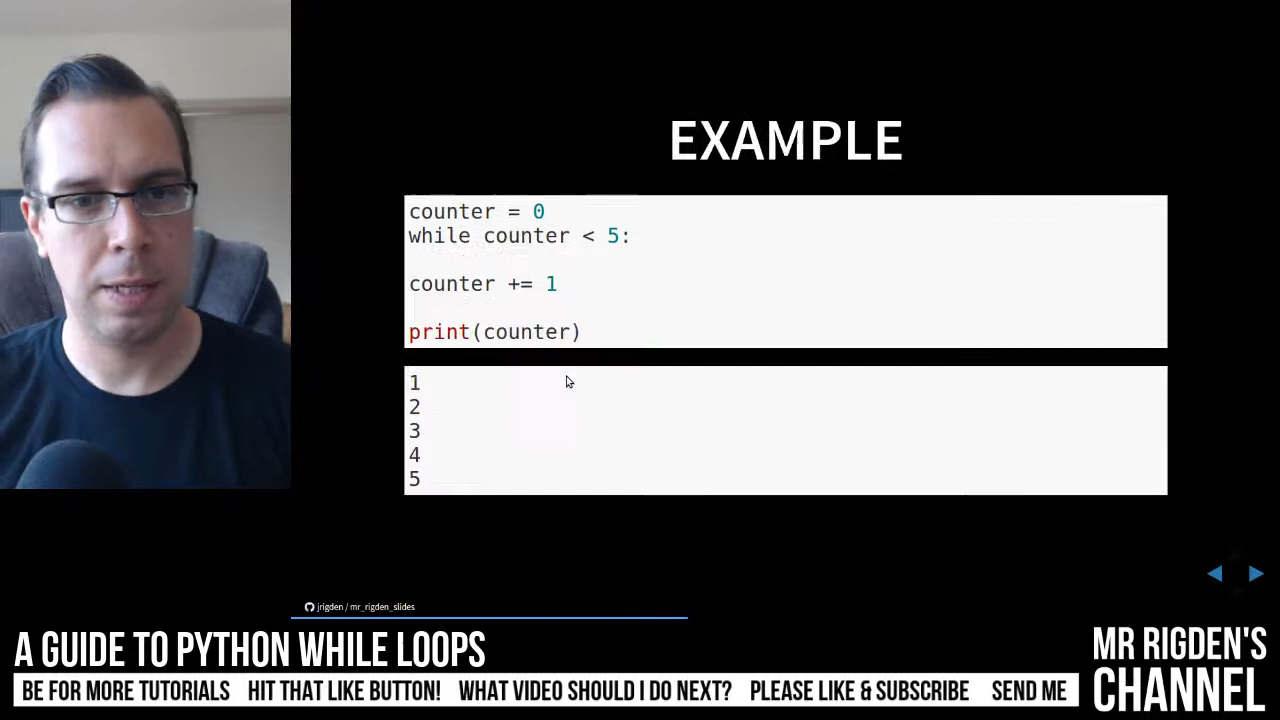 EXAMPLE
counter = 0
while counter < 5:
counter += 1
print(counter)
1
2
3
4
5
jrigden / mr_rigden_slides
A GUIDE TO PYTHON WHILE LOOPS
BE FOR MORE TUTORIALS HIT THAT LIKE BUTTON! WHAT VIDEO SHOULD I DO NEXT? PLEASE LIKE & SUBSCRIBE SEND ME
MR RIGDEN'S
CHANNEL